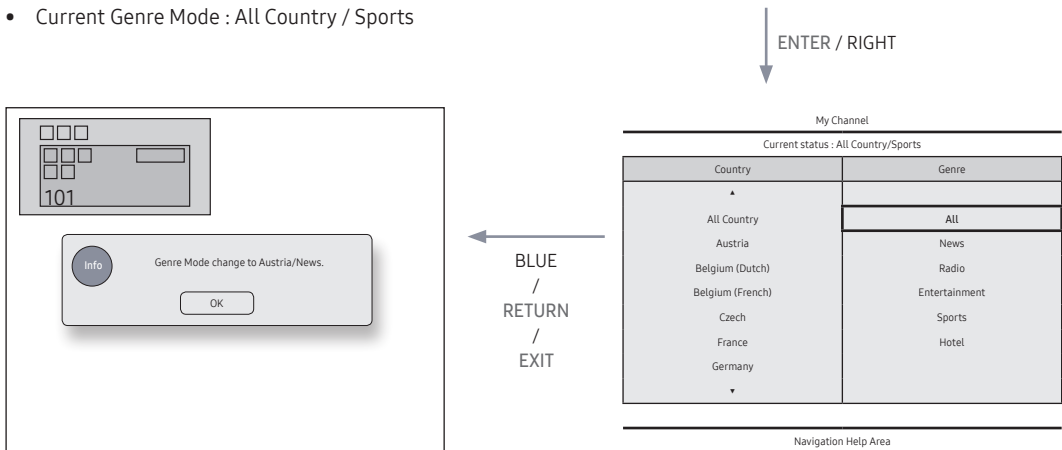 • Current Genre Mode : All Country / Sports
ENTER / RIGHT
101
Info
Genre Mode change to Austria/News.
OK
BLUE
/
RETURN
/
EXIT
My Channel
Current status : All Country/Sports
Country Genre
▲
All Country All
Austria News
Belgium (Dutch) Radio
Belgium (French) Entertainment
Czech Sports
France Hotel
Germany
▼
Navigation Help Area